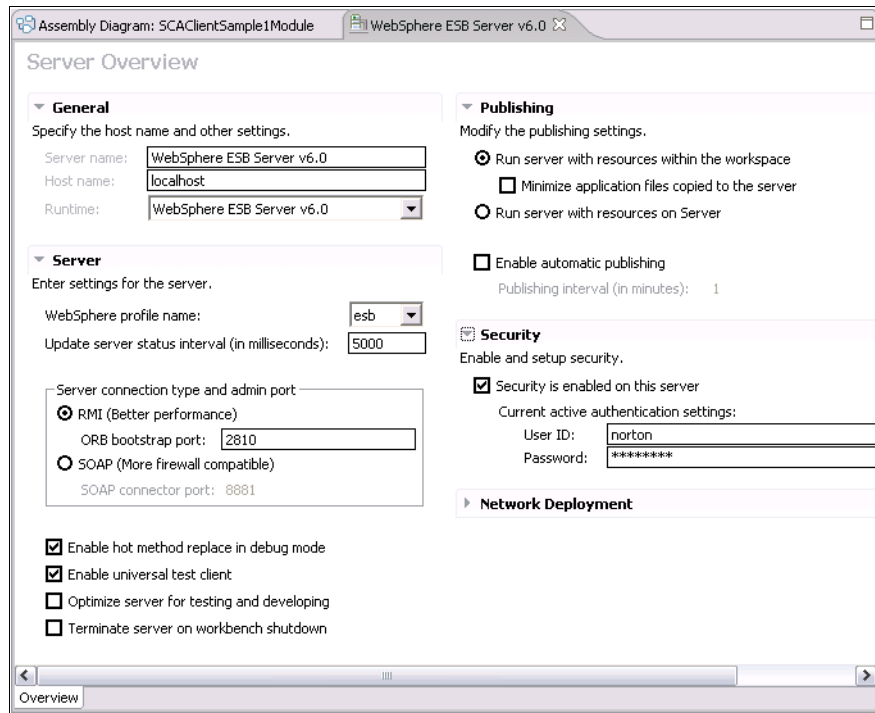 Assembly Diagram: SCAClientSample1Module
WebSphere ESB Server v6.0
Server Overview
General
Specify the host name and other settings.
Server name: WebSphere ESB Server v6.0
Host name: localhost
Runtime: WebSphere ESB Server v6.0
Server
Enter settings for the server.
WebSphere profile name: esb
Update server status interval (in milliseconds): 5000
Server connection type and admin port
RMI (Better performance)
ORB bootstrap port: 2810
SOAP (More firewall compatible)
SOAP connector port: 8881
Enable hot method replace in debug mode
Enable universal test client
Optimize server for testing and developing
Terminate server on workbench shutdown
Publishing
Modify the publishing settings.
Run server with resources within the workspace
Minimize application files copied to the server
Run server with resources on Server
Enable automatic publishing
Publishing interval (in minutes): 1
Security
Enable and setup security.
Security is enabled on this server
Current active authentication settings:
User ID: norton
Password: ********
Network Deployment
Overview